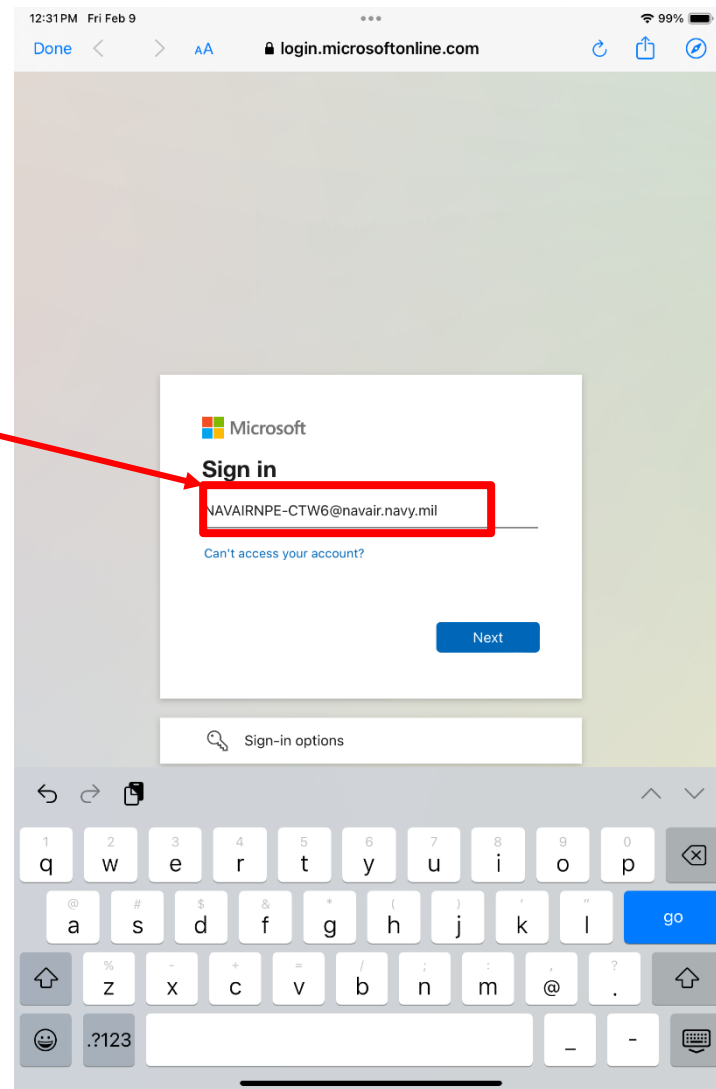 12:31 PM Fri Feb 9 99%
Done AA login.microsoftonline.com
Microsoft
Sign in
NAVAIRNPE-CTW6@navair.navy.mil
Can't access your account?
Next
Sign-in options
1 2 3 4 5 6 7 8 9 0
q w e r t y u i o p
@ # $ & * ( ) ' "
a s d f g h j k l go
% - + = / ; : , ?
z x c v b n m @ .
.?123 _ -